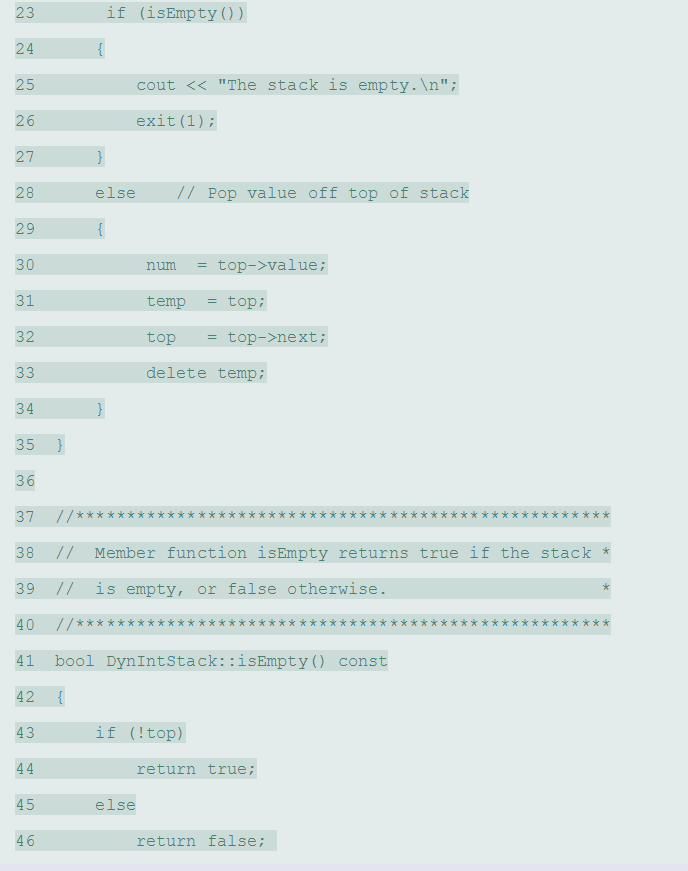 23       if (isEmpty())
24      {
25          cout << "The stack is empty.\n";
26          exit(1);
27      }
28      else    // Pop value off top of stack
29      {
30           num  = top->value;
31           temp  = top;
32           top   = top->next;
33           delete temp;
34      }
35  }
36
37  //*****************************************************
38  //  Member function isEmpty returns true if the stack *
39  //  is empty, or false otherwise.                     *
40  //*****************************************************
41  bool DynIntStack::isEmpty() const
42  {
43      if (!top)
44          return true;
45      else
46          return false;